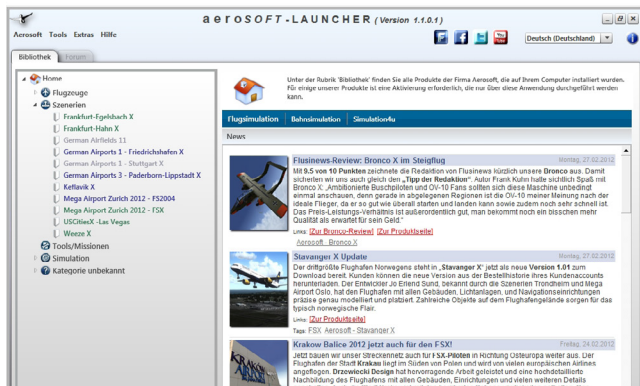 aeroSOFT-LAUNCHER (Version 1.1.0.1)
Aerosoft Tools Extras Hilfe
Deutsch (Deutschland)
Bibliothek Forum
Home
Flugzeuge
Szenerien
Frankfurt-Egelsbach X
Frankfurt-Hahn X
German Airfields 11
German Airports 1 - Friedrichshafen X
German Airports 1 - Stuttgart X
German Airports 3 - Paderborn-Lippstadt X
Keflavik X
Mega Airport Zurich 2012 - FS2004
Mega Airport Zurich 2012 - FSX
USCitiesX -Las Vegas
Weeze X
Tools/Missionen
Simulation
Kategorie unbekannt
Unter der Rubrik 'Bibliothek' finden Sie alle Produkte der Firma Aerosoft, die auf Ihrem Computer installiert wurden.
Für einige unserer Produkte ist eine Aktivierung erforderlich, die nur über diese Anwendung durchgeführt werden
kann.
Flugsimulation Bahnsimulation Simulation4u
News
Flusinews-Review: Bronco X im Steigflug Montag, 27.02.2012
Mit 9.5 von 10 Punkten zeichnete die Redaktion von Flusinews kürzlich unsere Bronco aus. Damit
sicherten wir uns auch gleich den „Tipp der Redaktion“. Autor Frank Kuhn hatte sichtlich Spaß mit
Bronco X: „Ambitionierte Buschpiloten und OV-10 Fans sollten sich diese Maschine unbedingt
einmal anschauen, denn gerade in abgelegenen Regionen ist die OV-10 meiner Meinung nach der
ideale Flieger, da er so gut wie überall starten und landen kann sowie zudem noch sehr schnell ist.
Das Preis-Leistungs-Verhältnis ist außerordentlich gut, man bekommt noch ein bisschen mehr
Qualität als erwartet für sein Geld.“
Links: [Zur Bronco-Review] [Zur Produktseite]
Aerosoft - Bronco X
Stavanger X Update Montag, 27.02.2012
Der drittgrößte Flughafen Norwegens steht in „Stavanger X“ jetzt als neue Version 1.01 zum
Download bereit. Kunden können die neue Version aus der Bestellhistorie ihres Kundenaccounts
herunterladen. Der Entwickler Jo Erlend Sund, bekannt durch die Szenerien Trondheim und Mega
Airport Oslo, hat den Flughafen mit allen Gebäuden, Lichtanlagen, und Navigationseinrichtungen
präzise genau modelliert und platziert. Zahlreiche Objekte auf dem Flughafengelände sorgen für das
typisch norwegische Flair.
Links: [Zur Produktseite]
Tags: FSX Aerosoft - Stavanger X
Krakow Balice 2012 jetzt auch für den FSX! Freitag, 24.02.2012
Jetzt bauen wir unser Streckennetz auch für FSX-Piloten in Richtung Osteuropa weiter aus. Der
Flughafen der Stadt Krakau liegt im Süden von Polen und wird von vielen europäischen Airlines
angeflogen. Drzewiecki Design hat hervorragende Arbeit geleistet und eine hochdetaillierte
Nachbildung des Flughafens mit allen Gebäuden, Einrichtungen und vielen weiteren Details